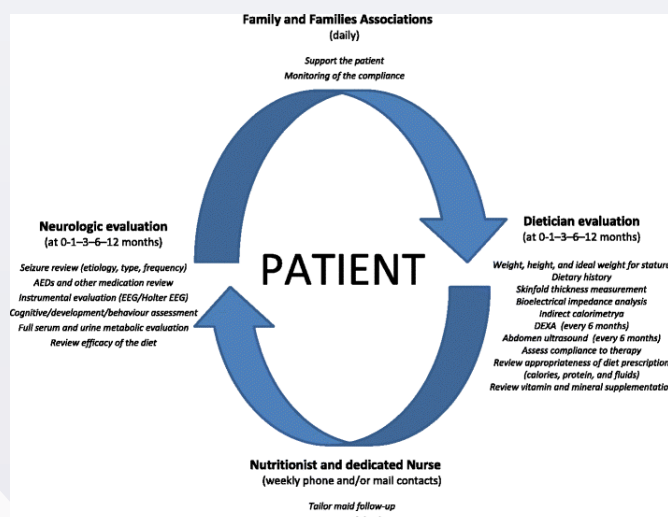 Family and Families Associations
(daily)
Support the patient
Monitoring of the compliance
Neurologic evaluation
(at 0-1–3–6–12 months)
Seizure review (etiology, type, frequency)
AEDs and other medication review
Instrumental evaluation (EEG/Holter EEG)
Cognitive/development/behaviour assessment
Full serum and urine metabolic evaluation
Review efficacy of the diet
PATIENT
Dietician evaluation
(at 0-1–3–6–12 months)
Weight, height, and ideal weight for stature
Dietary history
Skinfold thickness measurement
Bioelectrical impedance analysis
Indirect calorimetrya
DEXA (every 6 months)
Abdomen ultrasound (every 6 months)
Assess compliance to therapy
Review appropriateness of diet prescription
(calories, protein, and fluids)
Review vitamin and mineral supplementation
Nutritionist and dedicated Nurse
(weekly phone and/or mail contacts)
Tailor maid follow-up